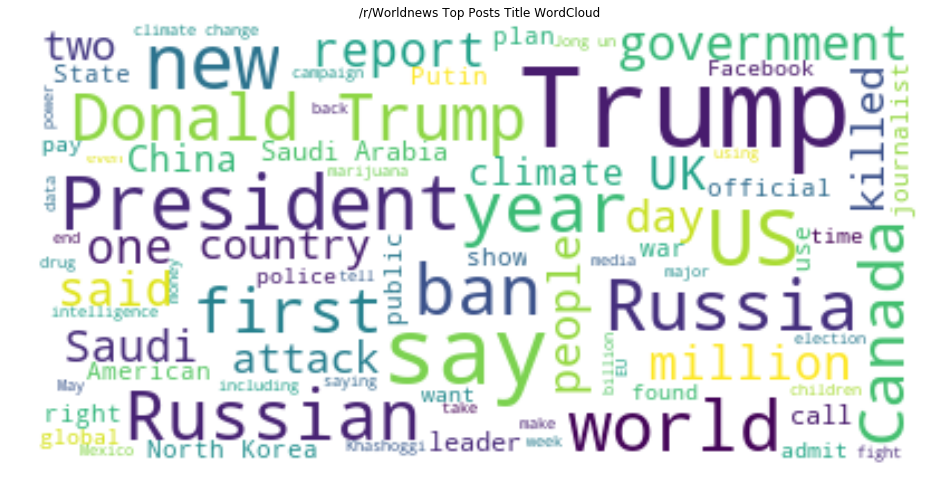 /r/Worldnews Top Posts Title WordCloud
climate change
two
new
report
plan
Jong un
government
State
campaign
Putin
Facebook
power
Donald Trump
back
Trump
killed
journalist
pay
even
China
Saudi Arabia
marijuana
climate
UK
using
official
data
President
year
day
US
use
time
end
one
country
public
show
people
media
war
major
drug
police
tell
said
money
first
ban
Russia
canada
intelligence
Saudi
attack
say
billion
EU
million
election
American
May
including
saying
want
found
children
right
Russian
take
world
call
global
Mexico
North Korea
Khashoggi
leader
make
week
admit
fight